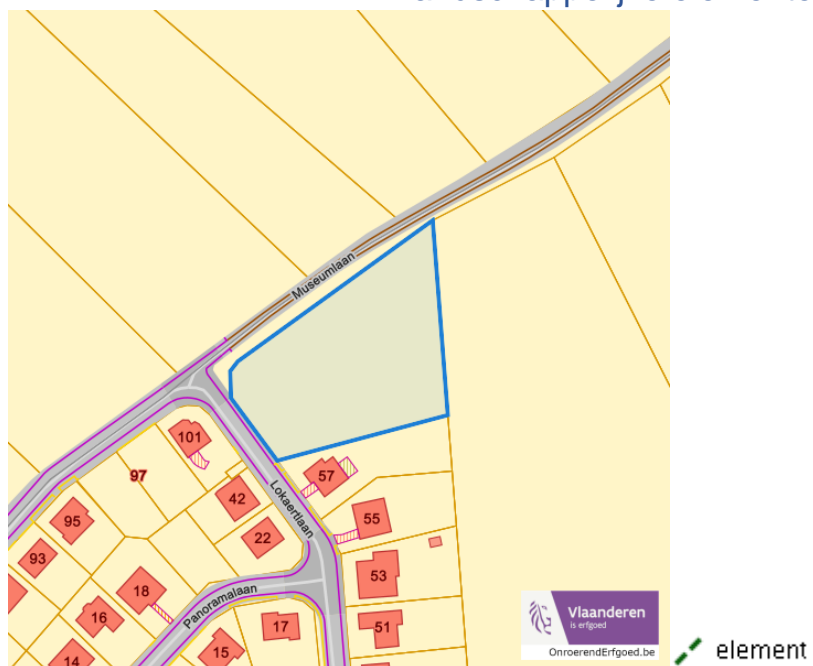 Museumlaan
101
97
57
42
Lokaertlaan
95
55
22
93
53
18
16
Panoramalaan
17
51
15
14
Vlaanderen
is erfgoed
OnroerendErfgoed.be
element